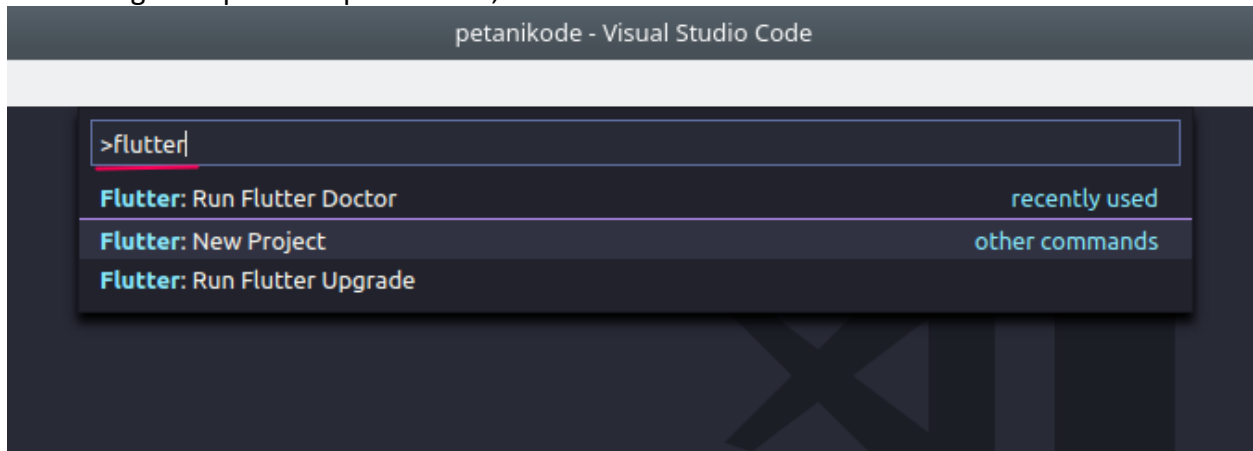 petanikode - Visual Studio Code
>flutter
Flutter: Run Flutter Doctor recently used
Flutter: New Project other commands
Flutter: Run Flutter Upgrade